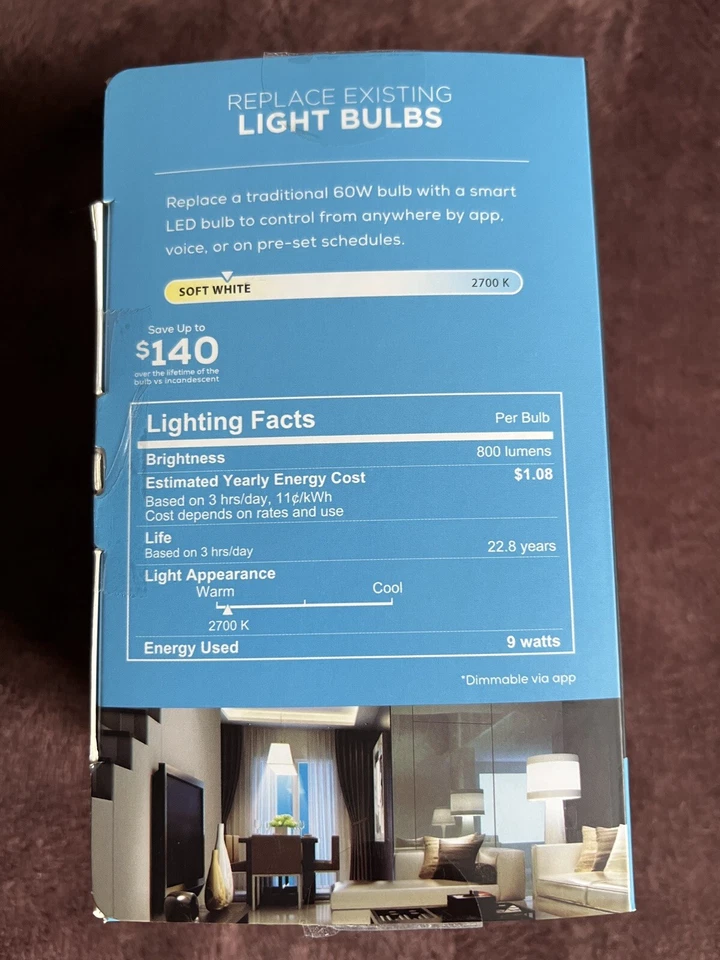 REPLACE EXISTING
LIGHT BULBS
Replace a traditional 60W bulb with a smart
LED bulb to control from anywhere by app,
voice, or on pre-set schedules.
SOFT WHITE 2700 K
Save Up to
$140
over the lifetime of the
bulb vs incandescent
Lighting Facts Per Bulb
Brightness 800 lumens
Estimated Yearly Energy Cost $1.08
Based on 3 hrs/day, 11¢/kWh
Cost depends on rates and use
Life
Based on 3 hrs/day 22.8 years
Light Appearance
Warm Cool
2700 K
Energy Used 9 watts
*Dimmable via app